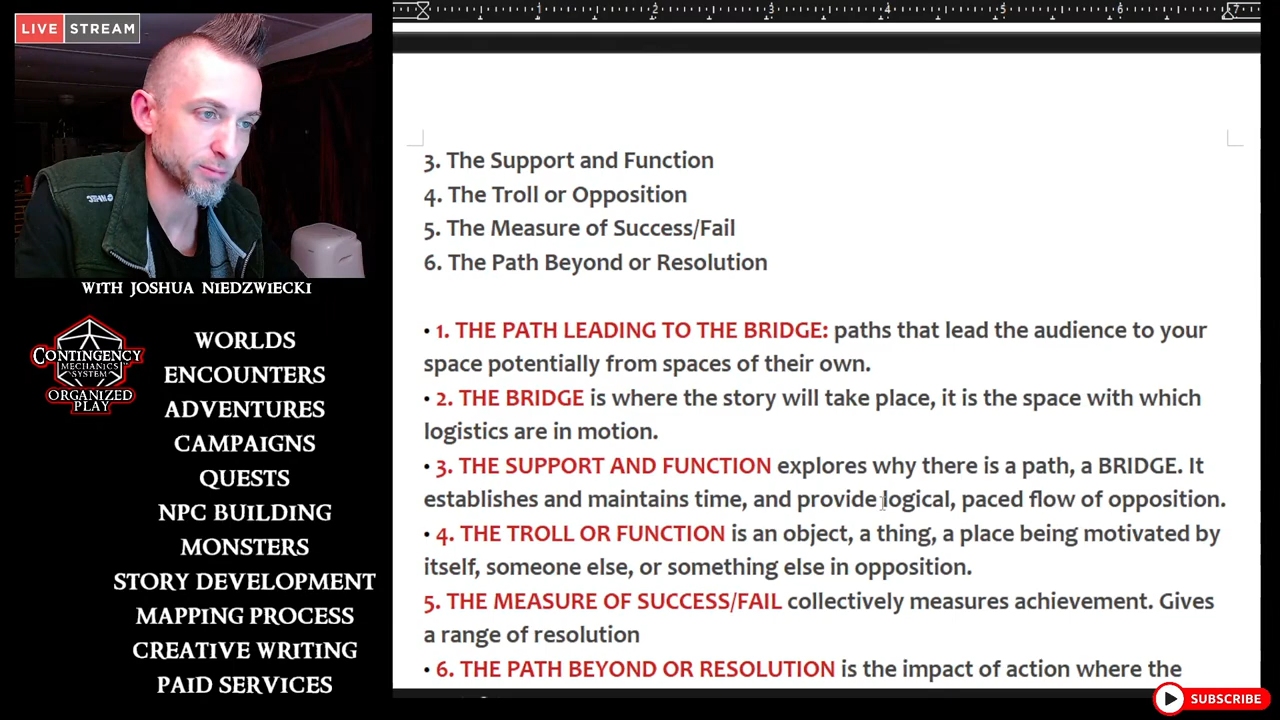 LIVE STREAM
WITH JOSHUA NIEDZWIECKI
CONTINGENCY
MECHANICS
SYSTEM
ORGANIZED
PLAY
WORLDS
ENCOUNTERS
ADVENTURES
CAMPAIGNS
QUESTS
NPC BUILDING
MONSTERS
STORY DEVELOPMENT
MAPPING PROCESS
CREATIVE WRITING
PAID SERVICES
1 2 3 4 5 6 7
3. The Support and Function
4. The Troll or Opposition
5. The Measure of Success/Fail
6. The Path Beyond or Resolution
• 1. THE PATH LEADING TO THE BRIDGE: paths that lead the audience to your
space potentially from spaces of their own.
• 2. THE BRIDGE is where the story will take place, it is the space with which
logistics are in motion.
• 3. THE SUPPORT AND FUNCTION explores why there is a path, a BRIDGE. It
establishes and maintains time, and provide logical, paced flow of opposition.
• 4. THE TROLL OR FUNCTION is an object, a thing, a place being motivated by
itself, someone else, or something else in opposition.
5. THE MEASURE OF SUCCESS/FAIL collectively measures achievement. Gives
a range of resolution
• 6. THE PATH BEYOND OR RESOLUTION is the impact of action where the
SUBSCRIBE